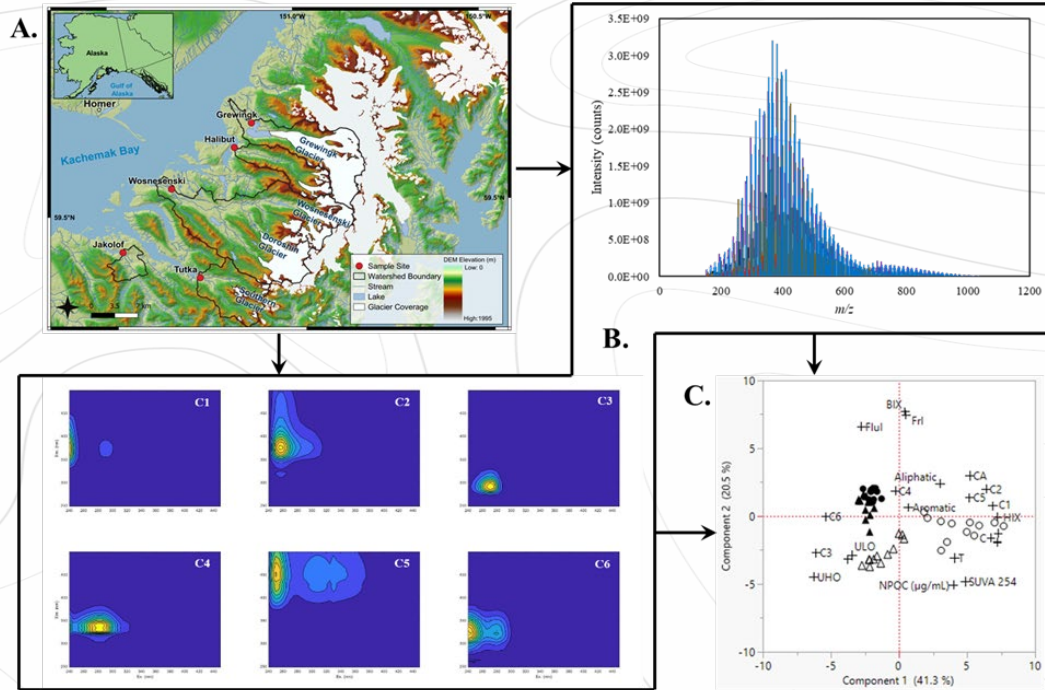 A.
151.0°W
150.5°W
Alaska
Gulf of
Alaska
Homer
Kachemak Bay
Grewingk
Halibut
Grewingk
Glacier
Wosnesenski
Wosnesenski
Glacier
59.5°N
59.5°N
Doroshin
Glacier
Jakolof
Tutka
Southern
Glacier
Sample Site
Watershed Boundary
Stream
Lake
Glacier Coverage
DEM Elevation (m)
Low: 0
High:1995
3.5E+09
3.0E+09
2.5E+09
2.0E+09
1.5E+09
1.0E+09
5.0E+08
0.0E+00
Intensity (counts)
0 200 400 600 800 1000 1200
m/z
B.
C1
C2
C3
C4
C5
C6
C.
10
5
0
-5
-10
Component 2 (20.5 %)
BIX
FrI
FluI
Aliphatic
CA
C4
C2
C5
C1
Aromatic
HIX
C6
C
C3
ULO
T
UHO
NPOC (µg/mL)
SUVA 254
-10 -5 0 5 10
Component 1 (41.3 %)